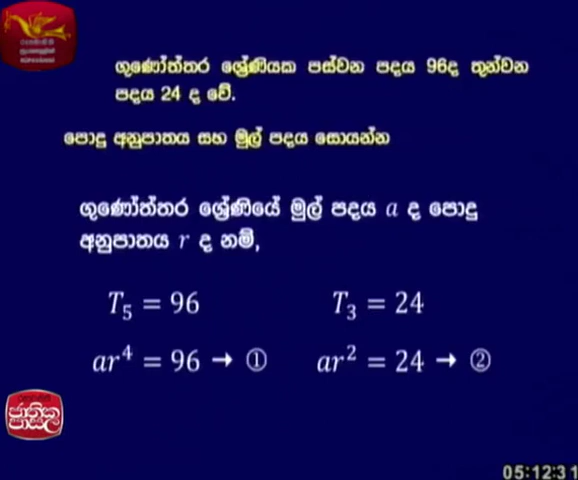 ගුණෝත්තර ශ්‍රේණියක පස්වන පදය 96ද තුන්වන
පදය 24 ද වේ.
පොදු අනුපාතය සහ මුල් පදය සොයන්න
ගුණෝත්තර ශ්‍රේණියේ මුල් පදය a ද පොදු
අනුපාතය r ද නම්,
T₅ = 96 T₃ = 24
ar⁴ = 96 → ① ar² = 24 → ②
ජාතික
පාසල
05:12:31